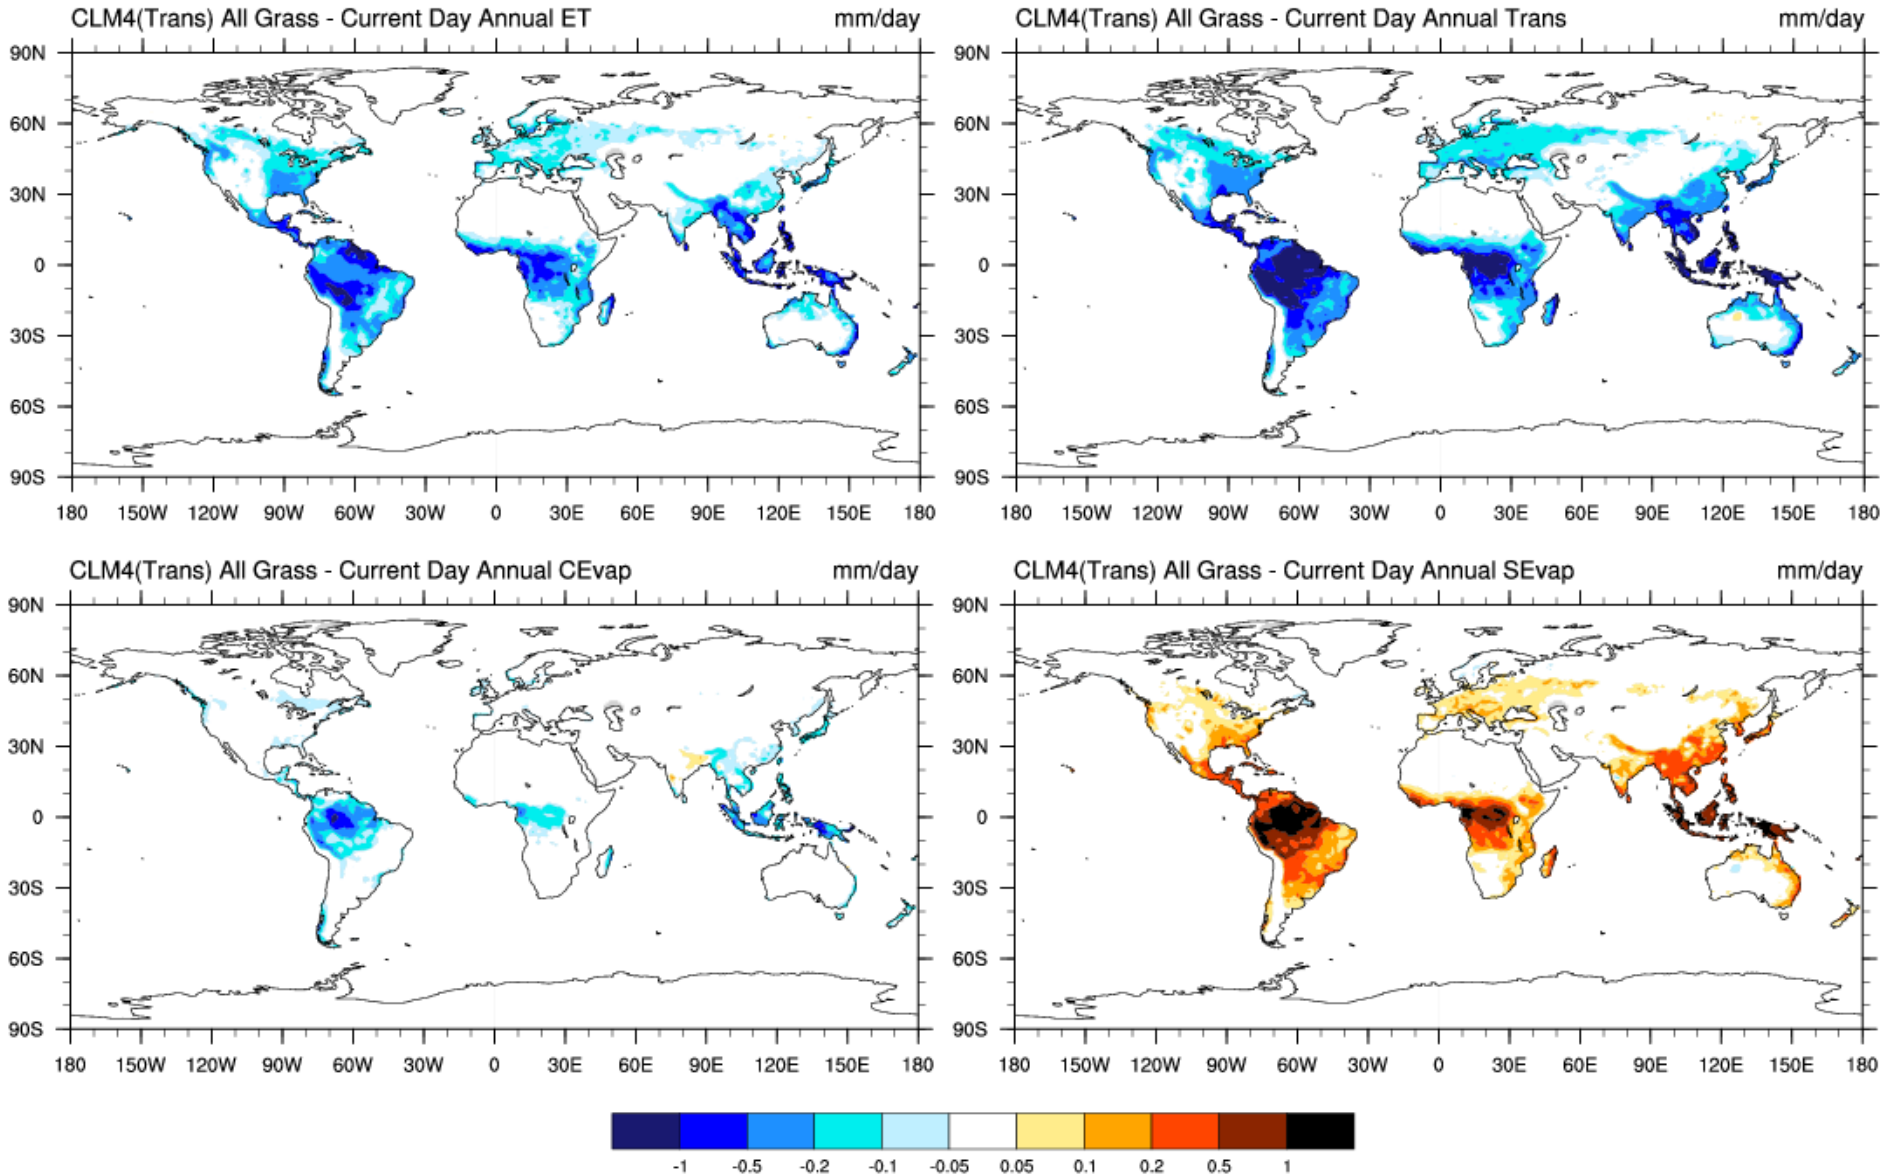 CLM4(Trans) All Grass - Current Day Annual ET mm/day
90N
60N
30N
0
30S
60S
90S
180 150W 120W 90W 60W 30W 0 30E 60E 90E 120E 150E 180
CLM4(Trans) All Grass - Current Day Annual Trans mm/day
90N
60N
30N
0
30S
60S
90S
180 150W 120W 90W 60W 30W 0 30E 60E 90E 120E 150E 180
CLM4(Trans) All Grass - Current Day Annual CEvap mm/day
90N
60N
30N
0
30S
60S
90S
180 150W 120W 90W 60W 30W 0 30E 60E 90E 120E 150E 180
CLM4(Trans) All Grass - Current Day Annual SEvap mm/day
90N
60N
30N
0
30S
60S
90S
180 150W 120W 90W 60W 30W 0 30E 60E 90E 120E 150E 180
-1 -0.5 -0.2 -0.1 -0.05 0.05 0.1 0.2 0.5 1